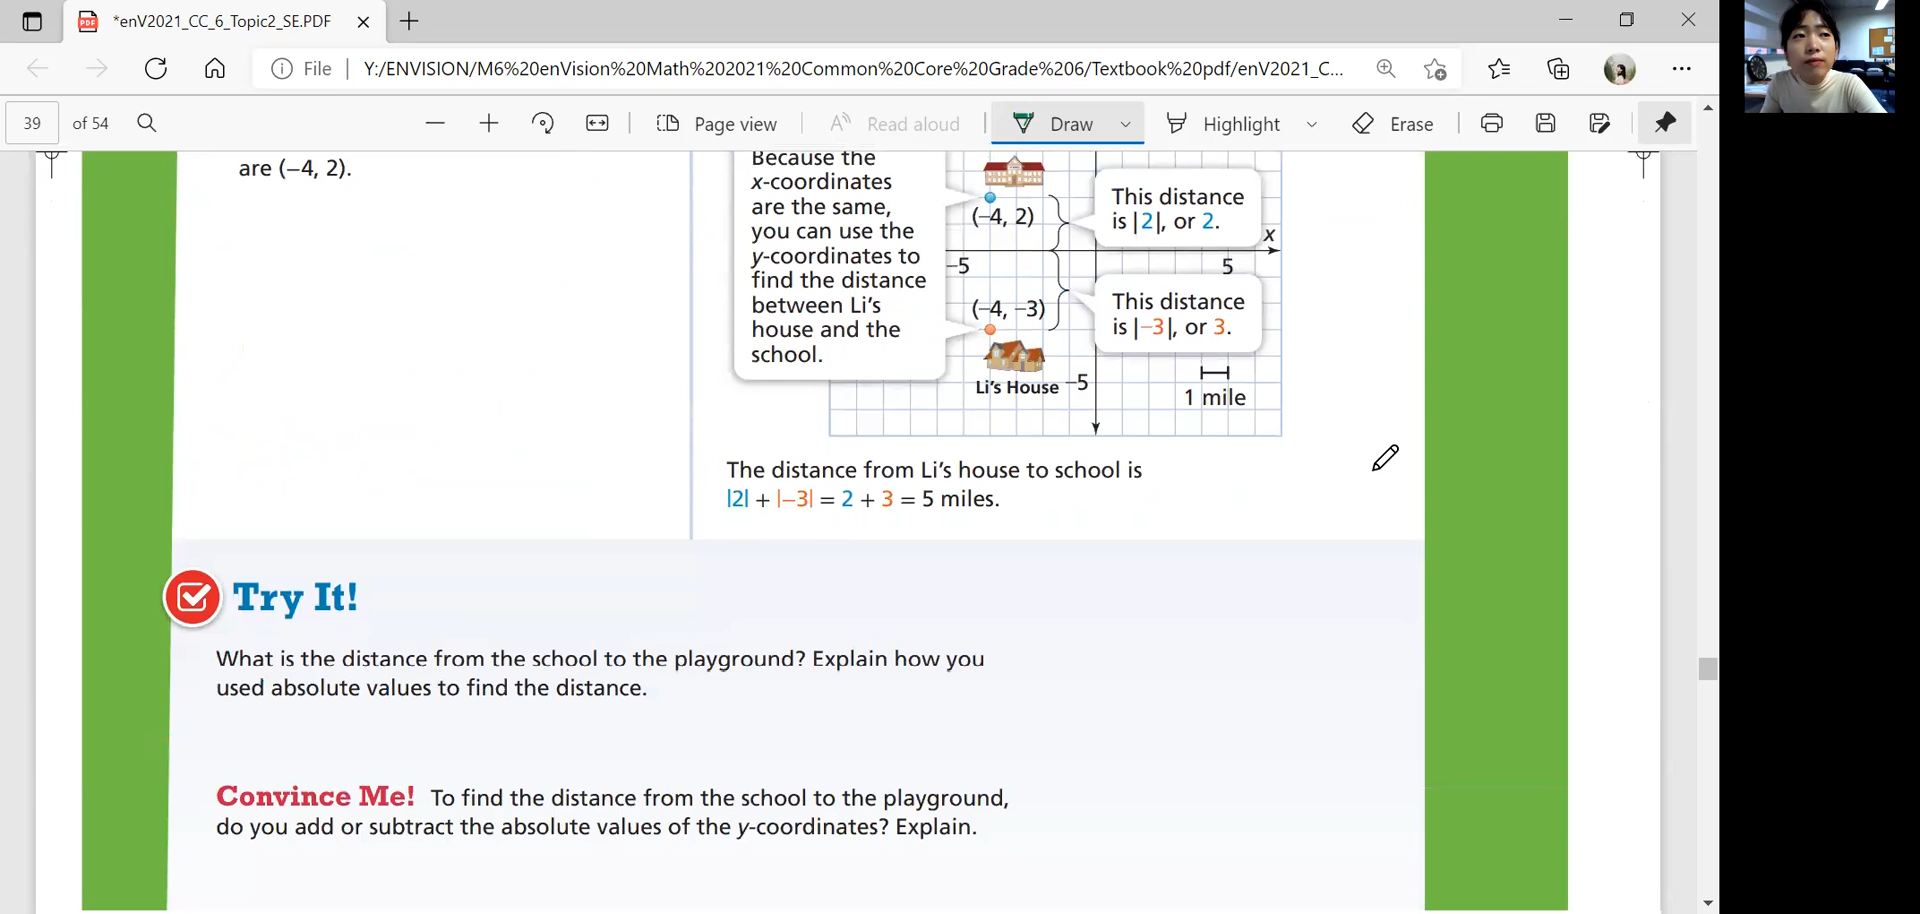 *enV2021_CC_6_Topic2_SE.PDF
File
Y:/ENVISION/M6%20enVision%20Math%202021%20Common%20Core%20Grade%206/Textbook%20pdf/enV2021_C...
39
of 54
Page view
Read aloud
Draw
Highlight
Erase
are (−4, 2).
Because the
x-coordinates
are the same,
you can use the
y-coordinates to
find the distance
between Li's
house and the
school.
(−4, 2)
This distance
is |2|, or 2.
x
−5
5
(−4, −3)
This distance
is |−3|, or 3.
Li's House
−5
1 mile
The distance from Li's house to school is
|2| + |−3| = 2 + 3 = 5 miles.
Try It!
What is the distance from the school to the playground? Explain how you
used absolute values to find the distance.
Convince Me! To find the distance from the school to the playground,
do you add or subtract the absolute values of the y-coordinates? Explain.